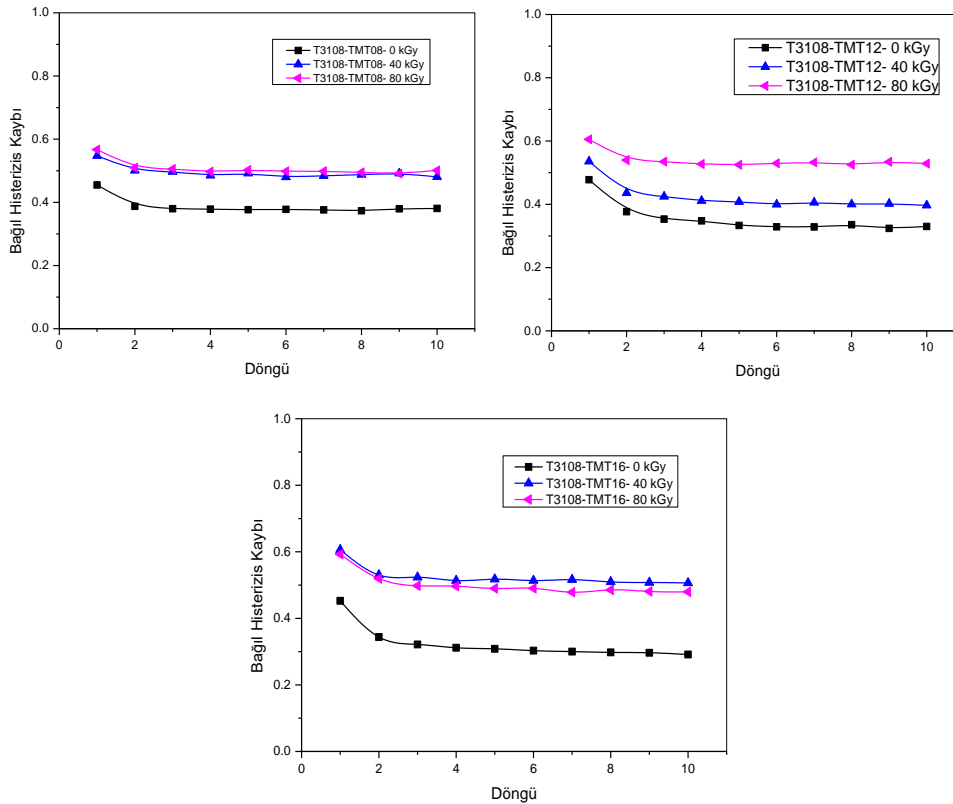 1.0
0.8
0.6
0.4
0.2
0.0
Bağıl Histerizis Kaybı
T3108-TMT08- 0 kGy
T3108-TMT08- 40 kGy
T3108-TMT08- 80 kGy
0 2 4 6 8 10
Döngü
1.0
0.8
0.6
0.4
0.2
0.0
Bağıl Histerizis Kaybı
T3108-TMT12- 0 kGy
T3108-TMT12- 40 kGy
T3108-TMT12- 80 kGy
0 2 4 6 8 10
Döngü
1.0
0.8
0.6
0.4
0.2
0.0
Bağıl Histerizis Kaybı
T3108-TMT16- 0 kGy
T3108-TMT16- 40 kGy
T3108-TMT16- 80 kGy
0 2 4 6 8 10
Döngü